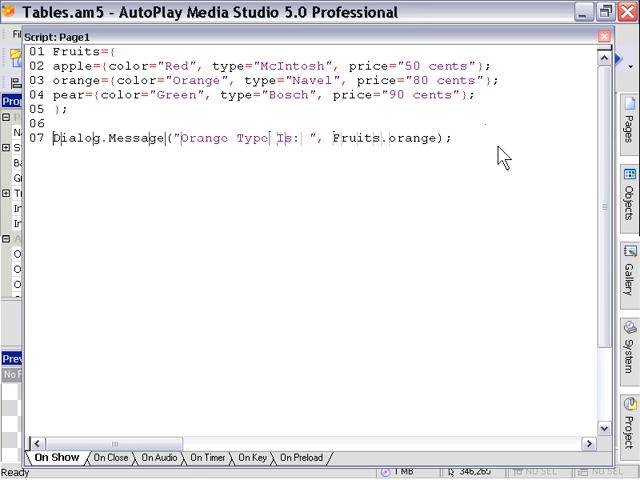 Tables.am5 - AutoPlay Media Studio 5.0 Professional
Script: Page1
01 Fruits={
02 apple={color="Red", type="McIntosh", price="50 cents"};
03 orange={color="Orange", type="Navel", price="80 cents"};
04 pear={color="Green", type="Bosch", price="90 cents"};
05 );
06
07 Dialog.Message("Orange Type Is: ", Fruits.orange);
Pages
Objects
Gallery
System
Project
On Show On Close On Audio On Timer On Key On Preload
Ready 1 MB 346,265 NO SEL NO SEL